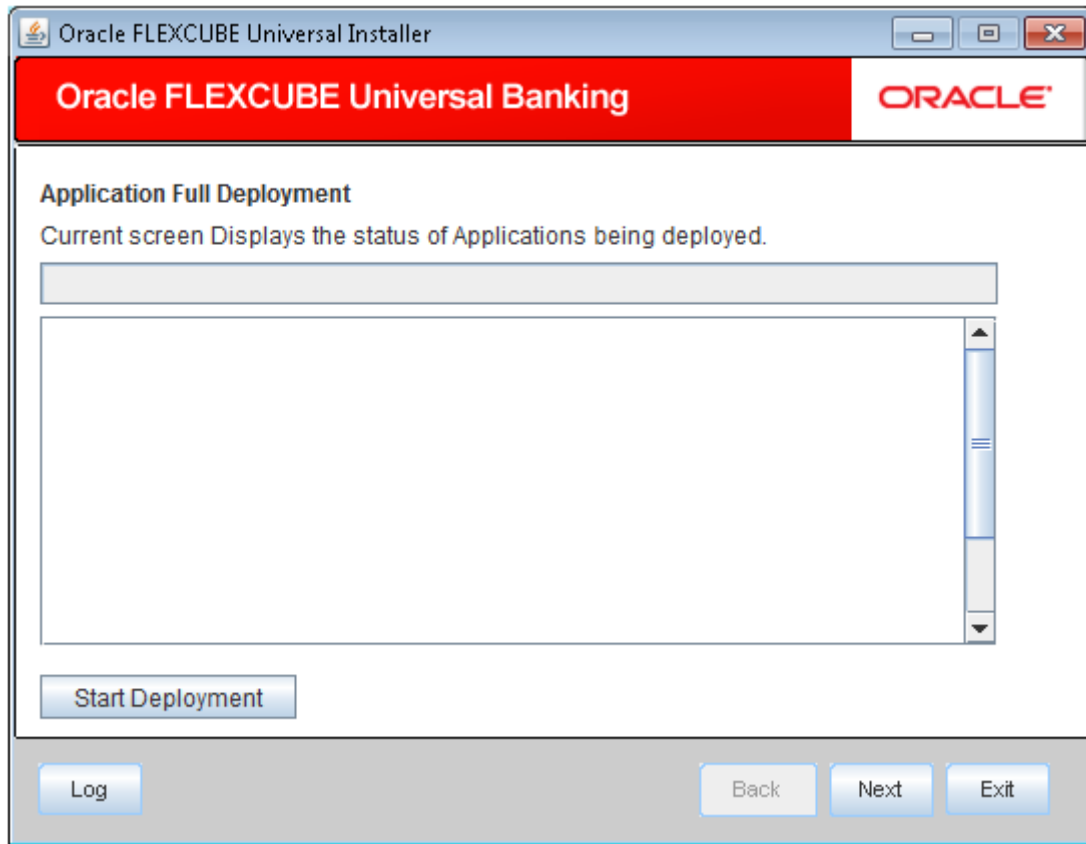 Oracle FLEXCUBE Universal Installer
Oracle FLEXCUBE Universal Banking
ORACLE
Application Full Deployment
Current screen Displays the status of Applications being deployed.
Start Deployment
Log
Back
Next
Exit